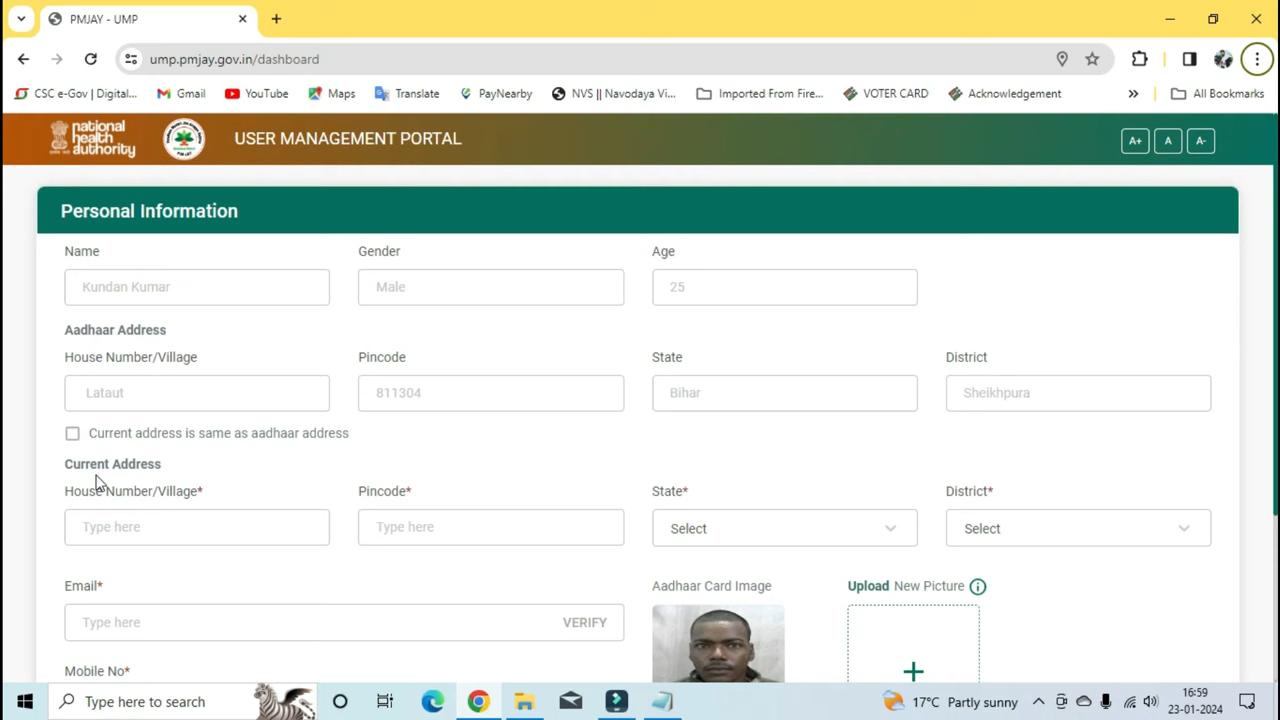 PMJAY - UMP
ump.pmjay.gov.in/dashboard
CSC e-Gov | Digital... Gmail YouTube Maps Translate PayNearby NVS || Navodaya Vi... Imported From Fire... VOTER CARD Acknowledgement » All Bookmarks
national health authority
USER MANAGEMENT PORTAL
A+ A A-
Personal Information
Name Gender Age
Kundan Kumar Male 25
Aadhaar Address
House Number/Village Pincode State District
Lataut 811304 Bihar Sheikhpura
Current address is same as aadhaar address
Current Address
House Number/Village* Pincode* State* District*
Type here Type here Select Select
Email* Aadhaar Card Image Upload New Picture
Type here VERIFY
Mobile No*
Type here to search 17°C Partly sunny 16:59
23-01-2024